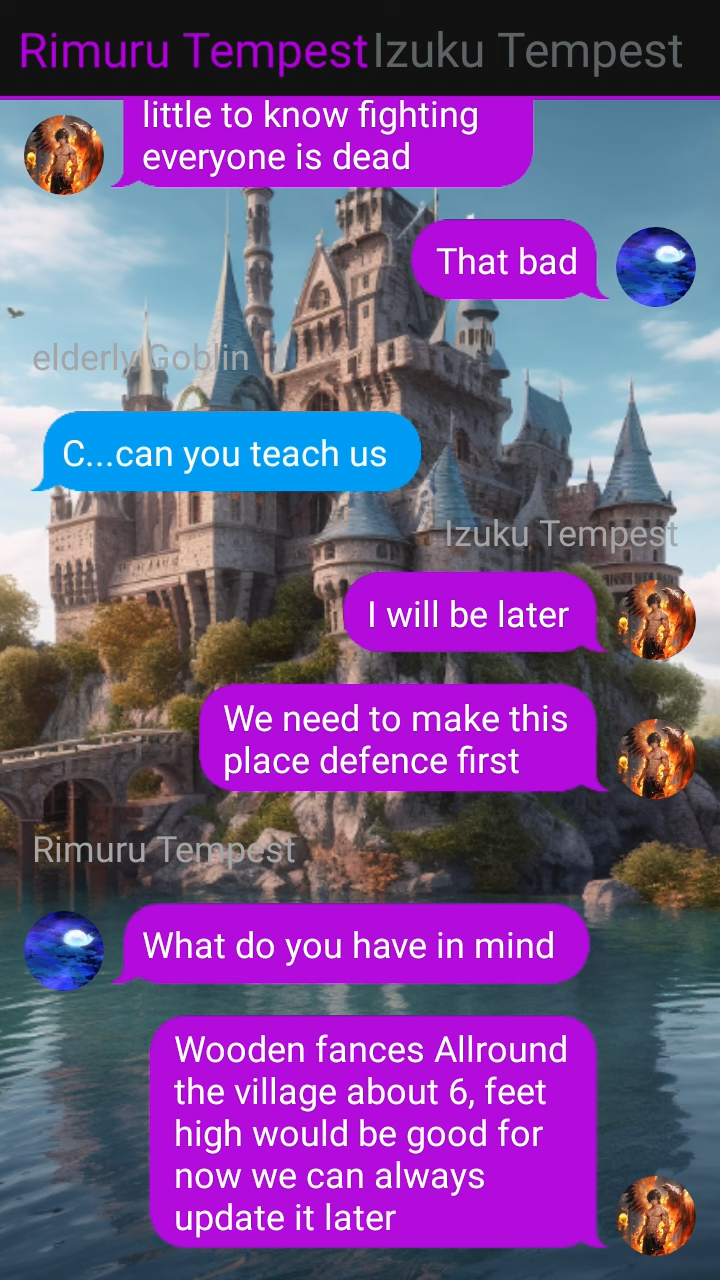 Rimuru Tempest Izuku Tempest
little to know fighting
everyone is dead
That bad
elderly Goblin
C...can you teach us
Izuku Tempest
I will be later
We need to make this
place defence first
Rimuru Tempest
What do you have in mind
Wooden fances Allround
the village about 6, feet
high would be good for
now we can always
update it later